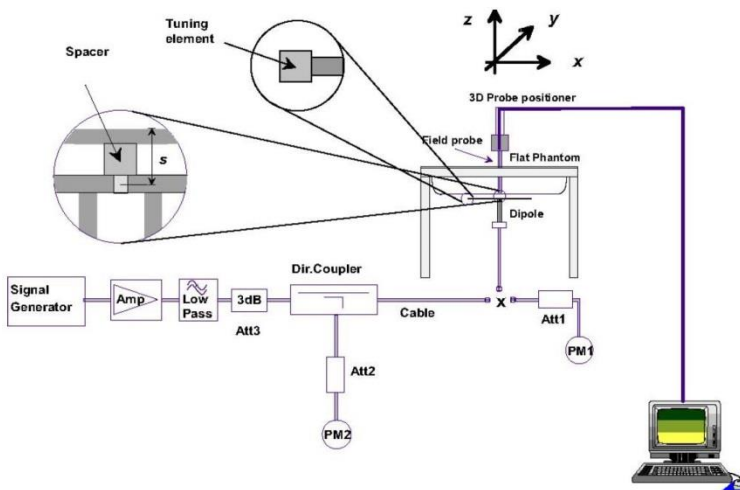 Tuning
element
Spacer
z
y
x
3D Probe positioner
Field probe
Flat Phantom
s
Dipole
Dir.Coupler
Signal
Generator
Amp
Low
Pass
3dB
Att3
Cable
x
Att1
PM1
Att2
PM2